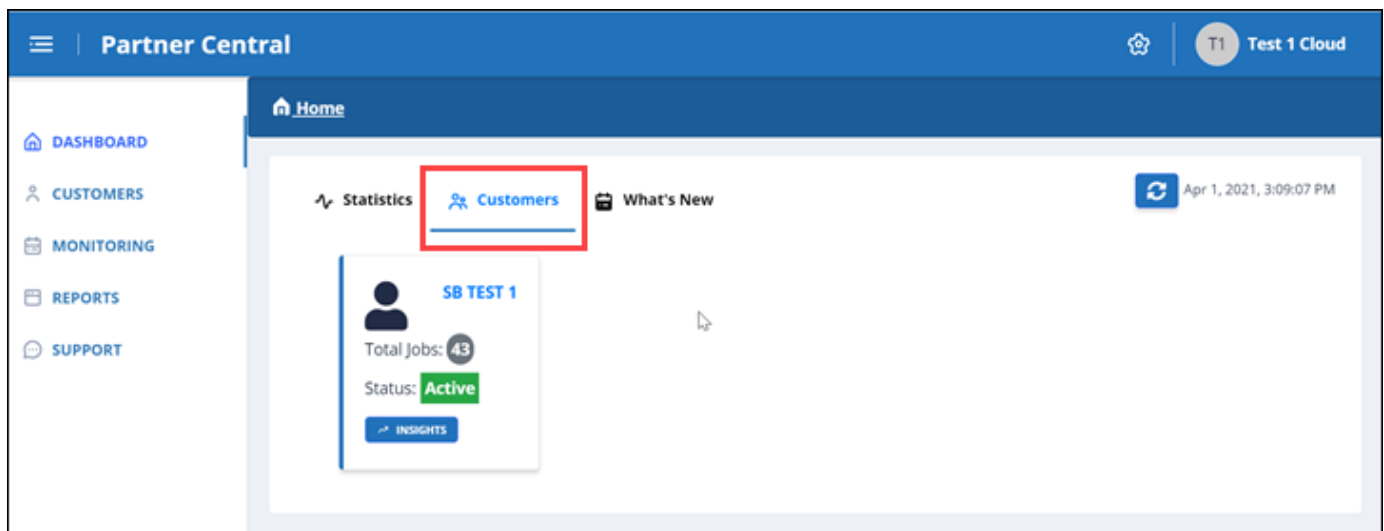 Partner Central
T1 Test 1 Cloud
Home
DASHBOARD
CUSTOMERS
MONITORING
REPORTS
SUPPORT
Statistics Customers What's New
Apr 1, 2021, 3:09:07 PM
SB TEST 1
Total Jobs: 43
Status: Active
INSIGHTS